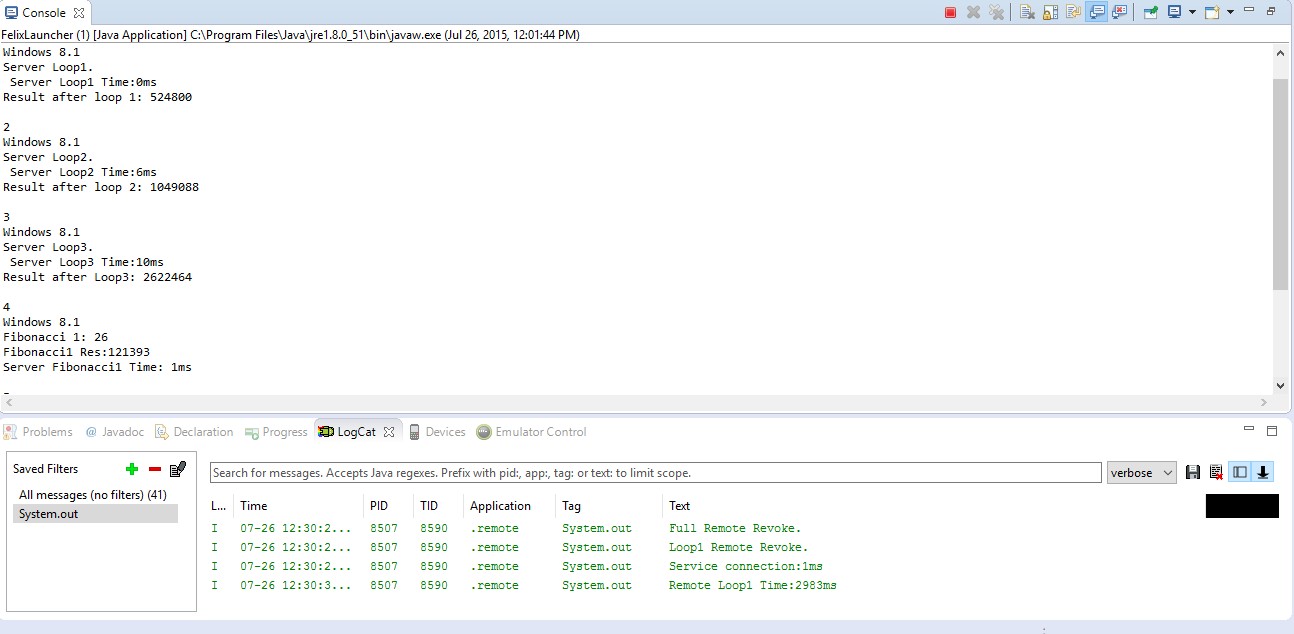 Console
FelixLauncher (1) [Java Application] C:\Program Files\Java\jre1.8.0_51\bin\javaw.exe (Jul 26, 2015, 12:01:44 PM)
Windows 8.1
Server Loop1.
Server Loop1 Time:0ms
Result after loop 1: 524800
2
Windows 8.1
Server Loop2.
Server Loop2 Time:6ms
Result after loop 2: 1049088
3
Windows 8.1
Server Loop3.
Server Loop3 Time:10ms
Result after Loop3: 2622464
4
Windows 8.1
Fibonacci 1: 26
Fibonacci1 Res:121393
Server Fibonacci1 Time: 1ms
Problems @ Javadoc Declaration Progress LogCat Devices Emulator Control
Saved Filters
All messages (no filters) (41)
System.out
Search for messages. Accepts Java regexes. Prefix with pid:, app:, tag: or text: to limit scope. verbose
L... Time PID TID Application Tag Text
I 07-26 12:30:2... 8507 8590 .remote System.out Full Remote Revoke.
I 07-26 12:30:2... 8507 8590 .remote System.out Loop1 Remote Revoke.
I 07-26 12:30:2... 8507 8590 .remote System.out Service connection:1ms
I 07-26 12:30:3... 8507 8590 .remote System.out Remote Loop1 Time:2983ms